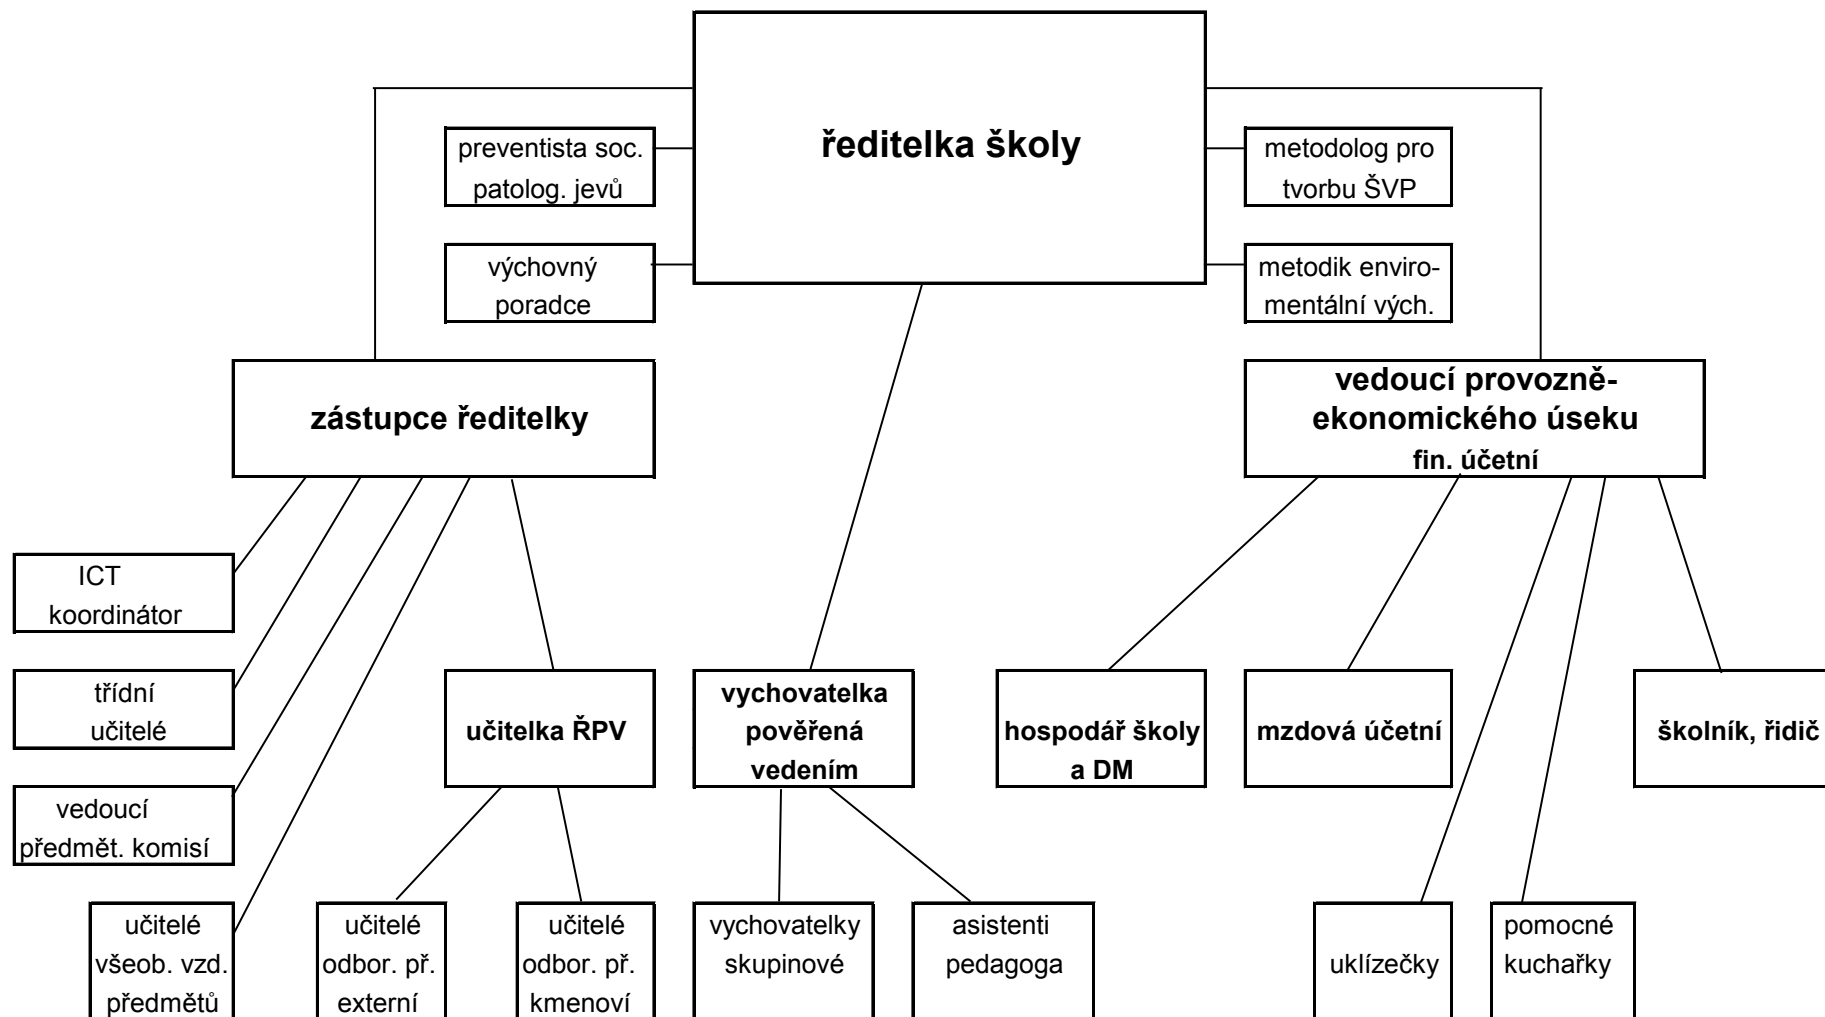 ředitelka školy
preventista soc.
patolog. jevů
metodolog pro
tvorbu ŠVP
výchovný
poradce
metodik enviro-
mentální vých.
zástupce ředitelky
vedoucí provozně-
ekonomického úseku
fin. účetní
ICT
koordinátor
třídní
učitelé
učitelka ŘPV
vychovatelka
pověřená
vedením
hospodář školy
a DM
mzdová účetní
školník, řidič
vedoucí
předmět. komisí
učitelé
všeob. vzd.
předmětů
učitelé
odbor. př.
externí
učitelé
odbor. př.
kmenoví
vychovatelky
skupinové
asistenti
pedagoga
uklízečky
pomocné
kuchařky